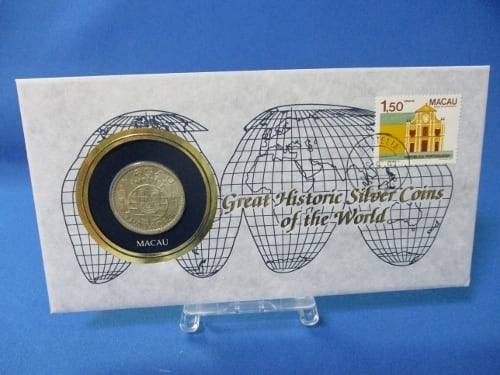 1.50
MACAU
Great Historic Silver Coins
of the World
MACAU